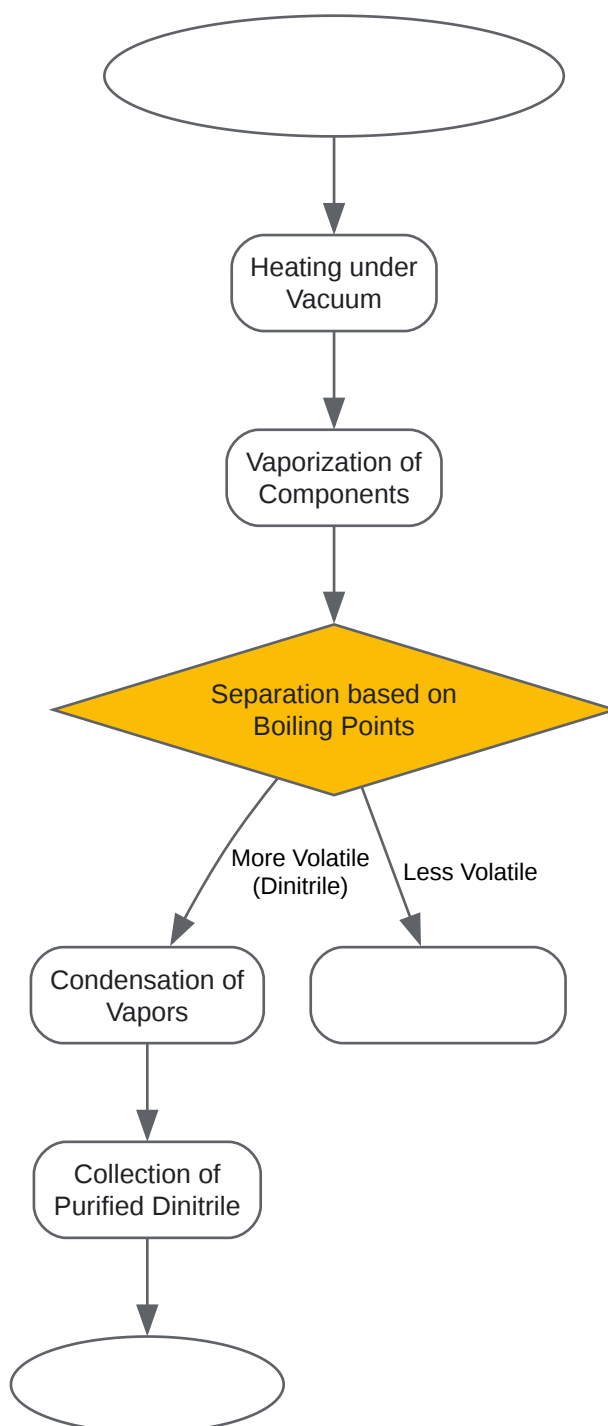 Heating under
Vacuum
Vaporization of
Components
Separation based on
Boiling Points
More Volatile
(Dinitrile)
Less Volatile
Condensation of
Vapors
Collection of
Purified Dinitrile